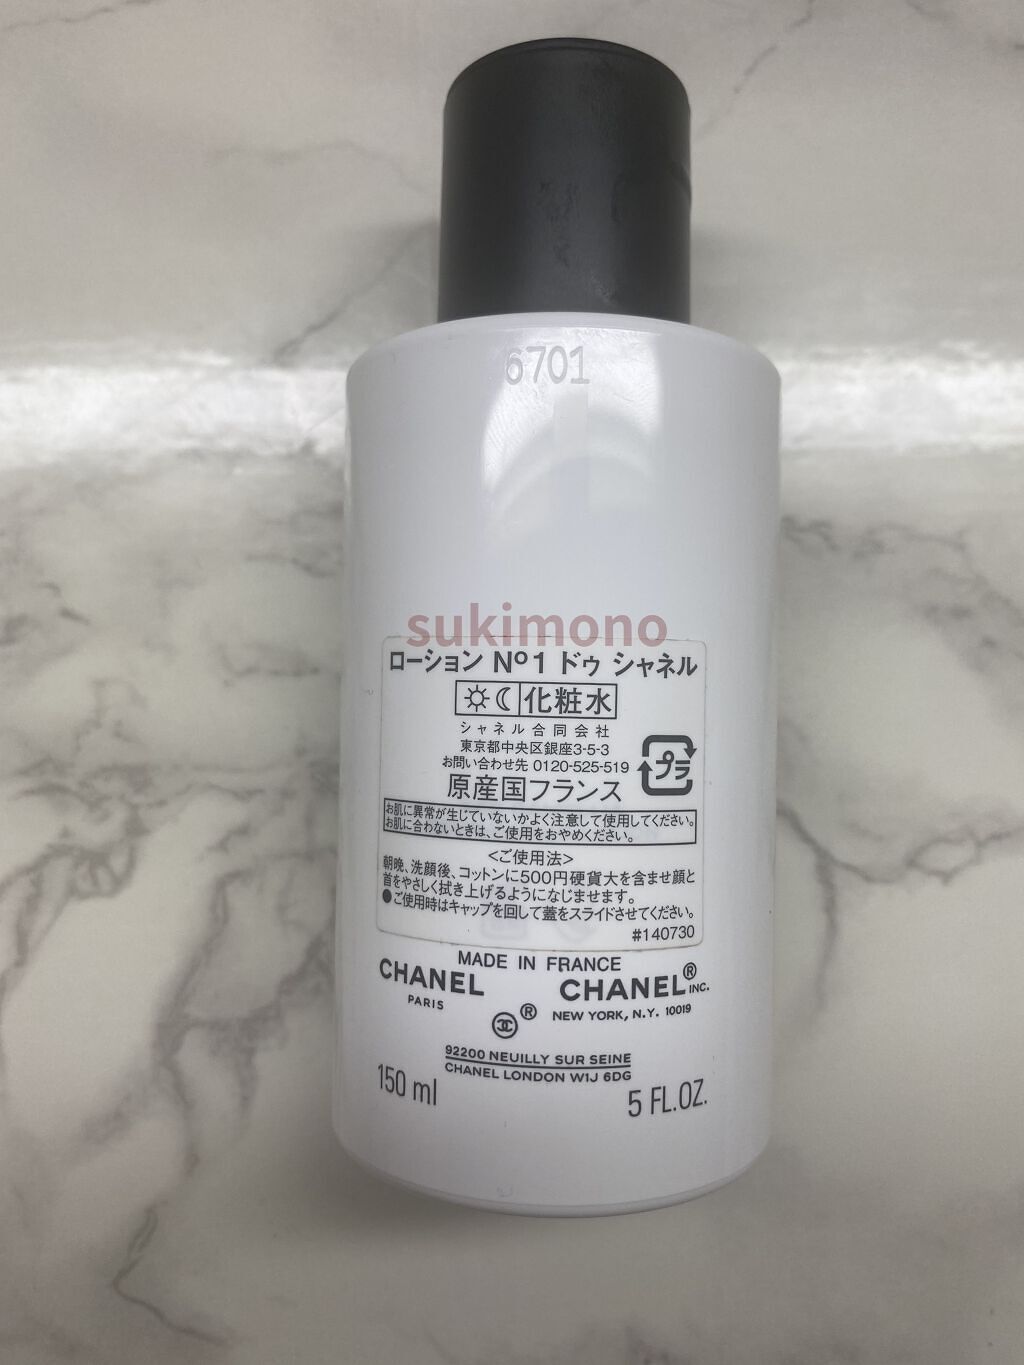 6701
sukimono
ローション Nº1 ドゥ シャネル
化粧水
シャネル合同会社
東京都中央区銀座3-5-3
お問い合わせ先 0120-525-519
プラ
原産国フランス
お肌に異常が生じていないかよく注意して使用してください。
お肌に合わないときは、ご使用をおやめください。
<ご使用法>
朝晩、洗顔後、コットンに500円硬貨大を含ませ顔と
首をやさしく拭き上げるようになじませます。
●ご使用時はキャップを回して蓋をスライドさせてください。
#140730
MADE IN FRANCE
CHANEL CHANEL® INC.
PARIS NEW YORK, N.Y. 10019
®
92200 NEUILLY SUR SEINE
CHANEL LONDON W1J 6DG
150 ml 5 FL.OZ.